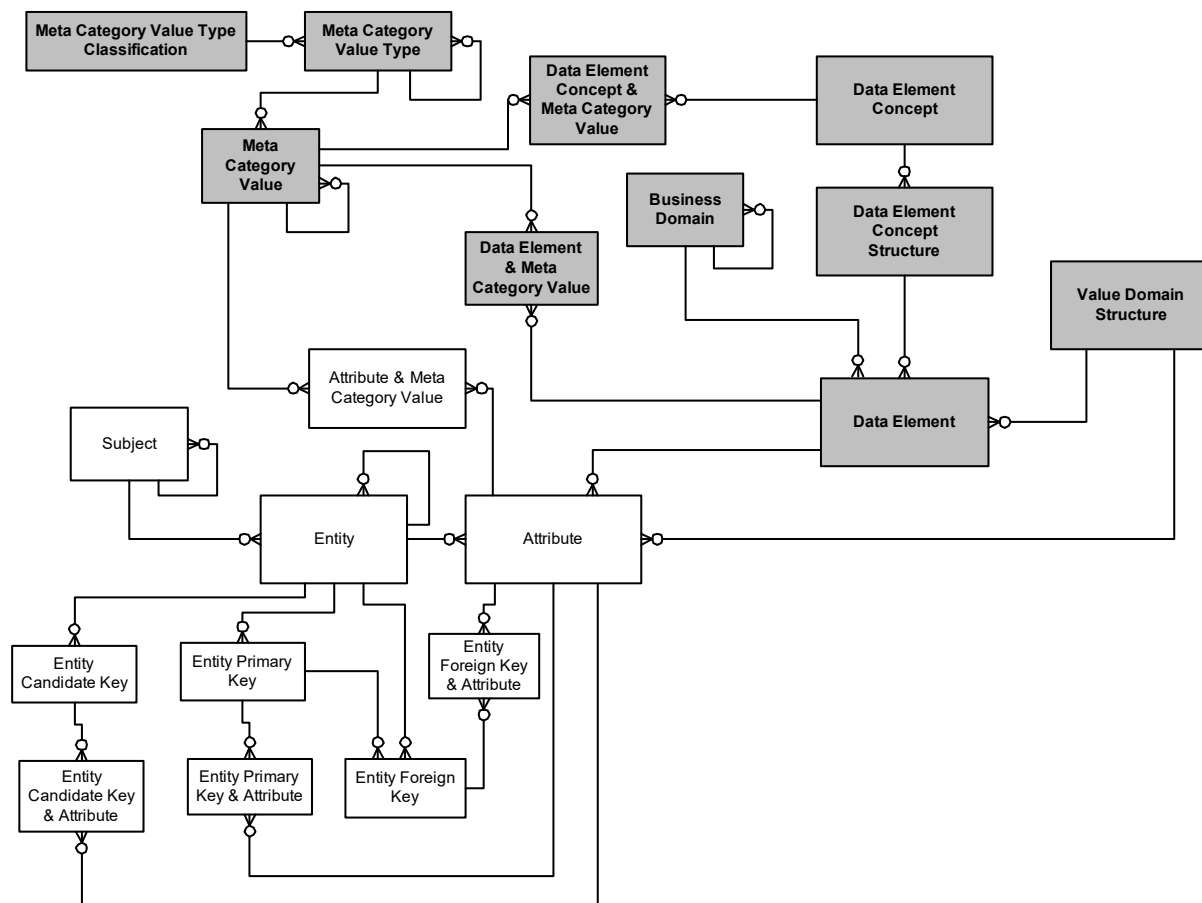 Meta Category Value Type
Classification
Meta Category
Value Type
Data Element
Concept &
Meta Category
Value
Data Element
Concept
Meta
Category
Value
Business
Domain
Data Element
Concept
Structure
Data Element
& Meta
Category Value
Value Domain
Structure
Attribute & Meta
Category Value
Data Element
Subject
Entity
Attribute
Entity
Candidate Key
Entity Primary
Key
Entity
Foreign Key
& Attribute
Entity
Candidate Key
& Attribute
Entity Primary
Key & Attribute
Entity Foreign
Key